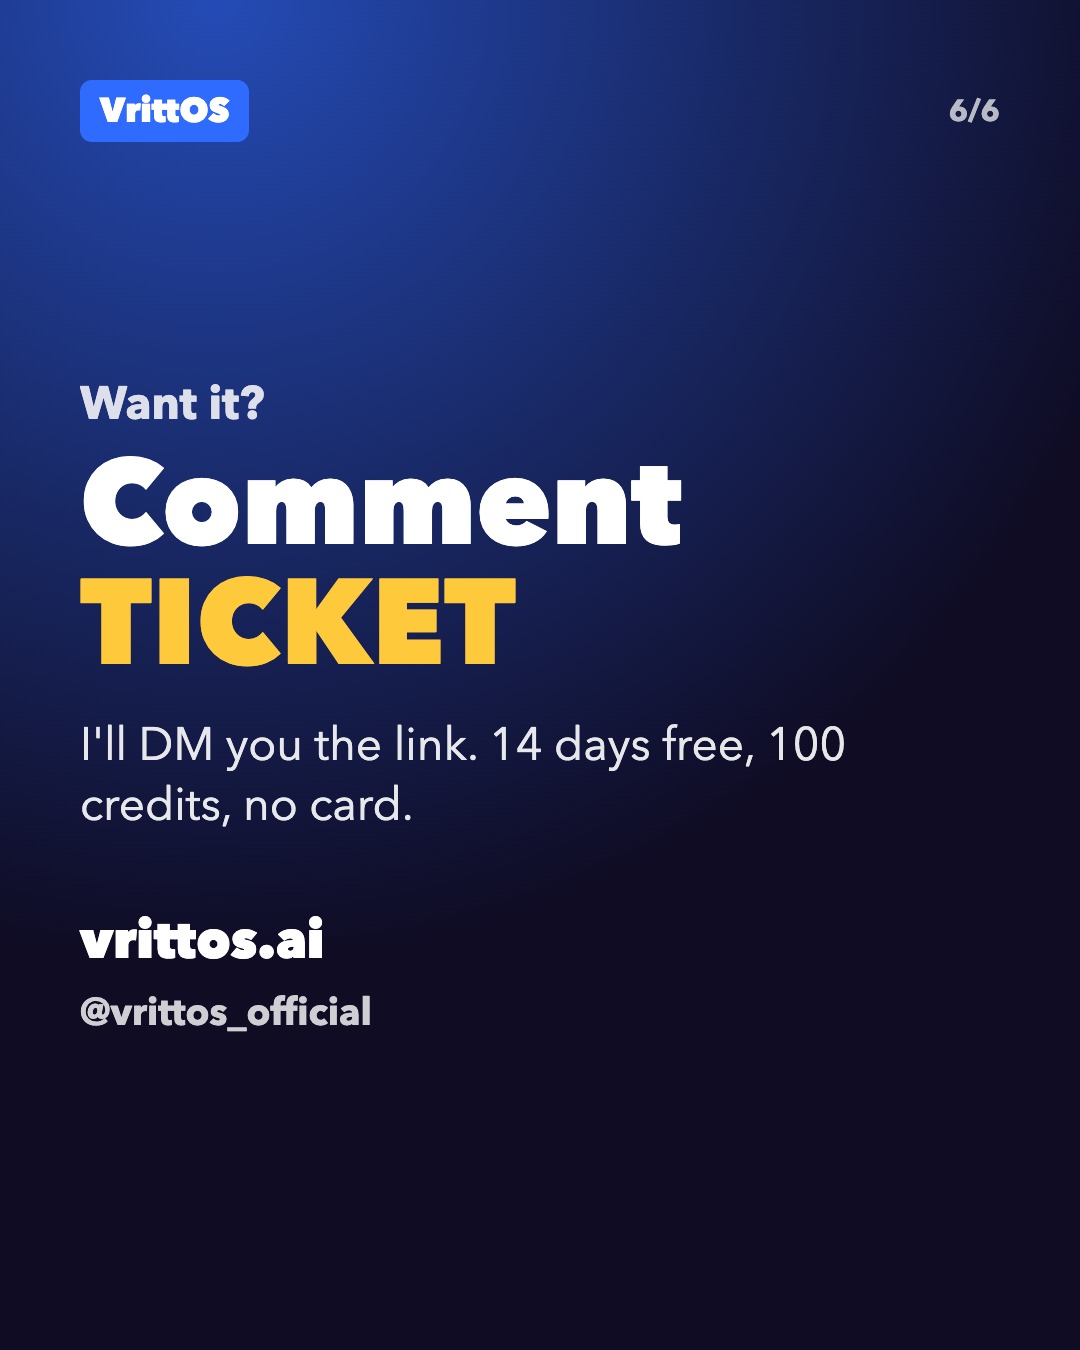 VrittOS
6/6
Want it?
Comment
TICKET
I'll DM you the link. 14 days free, 100
credits, no card.
vrittos.ai
@vrittos_official